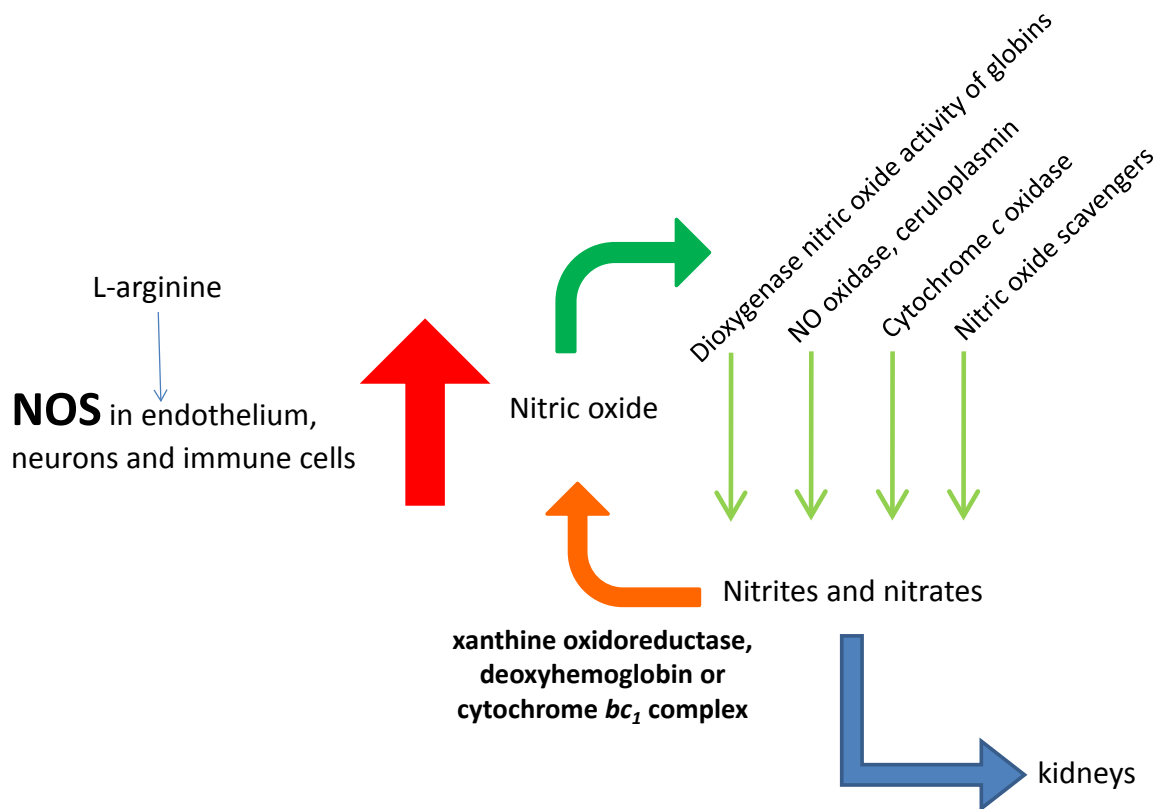 L-arginine
NOS in endothelium,
neurons and immune cells
Nitric oxide
Dioxygenase nitric oxide activity of globins
NO oxidase, ceruloplasmin
Cytochrome c oxidase
Nitric oxide scavengers
Nitrites and nitrates
xanthine oxidoreductase,
deoxyhemoglobin or
cytochrome bc₁ complex
kidneys